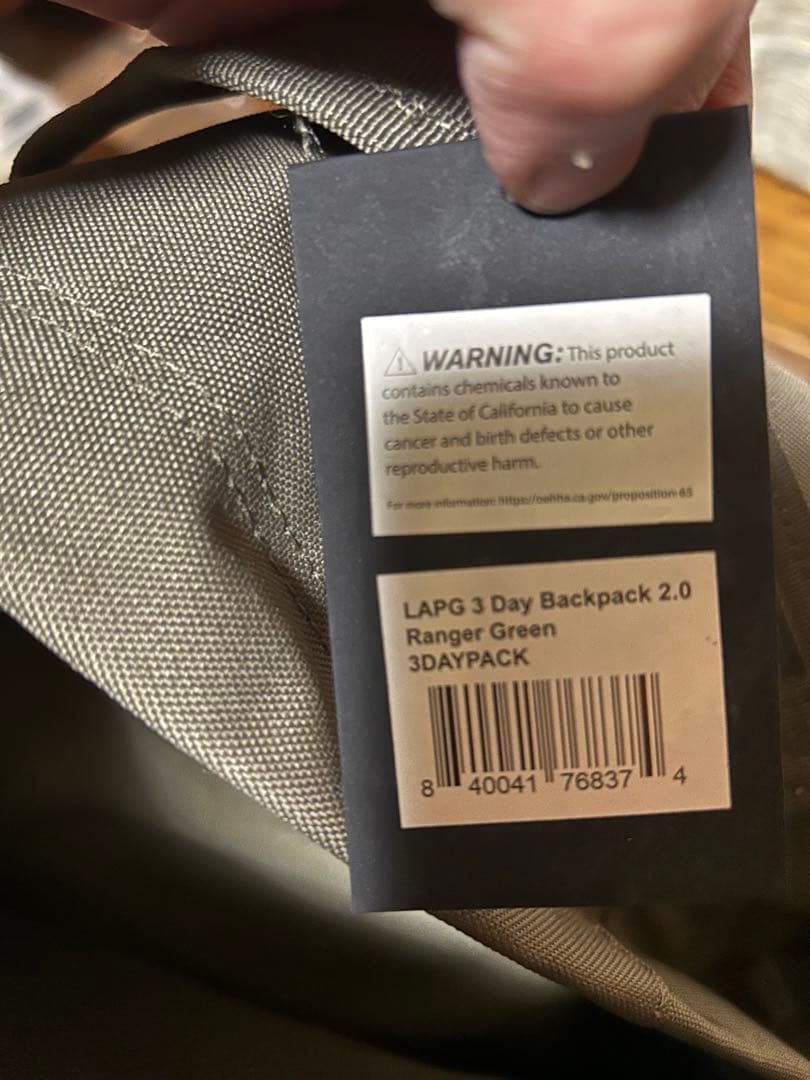 WARNING: This product
contains chemicals known to
the State of California to cause
cancer and birth defects or other
reproductive harm.
For more information: https://oehha.ca.gov/proposition-65
LAPG 3 Day Backpack 2.0
Ranger Green
3DAYPACK
8 40041 76837 4